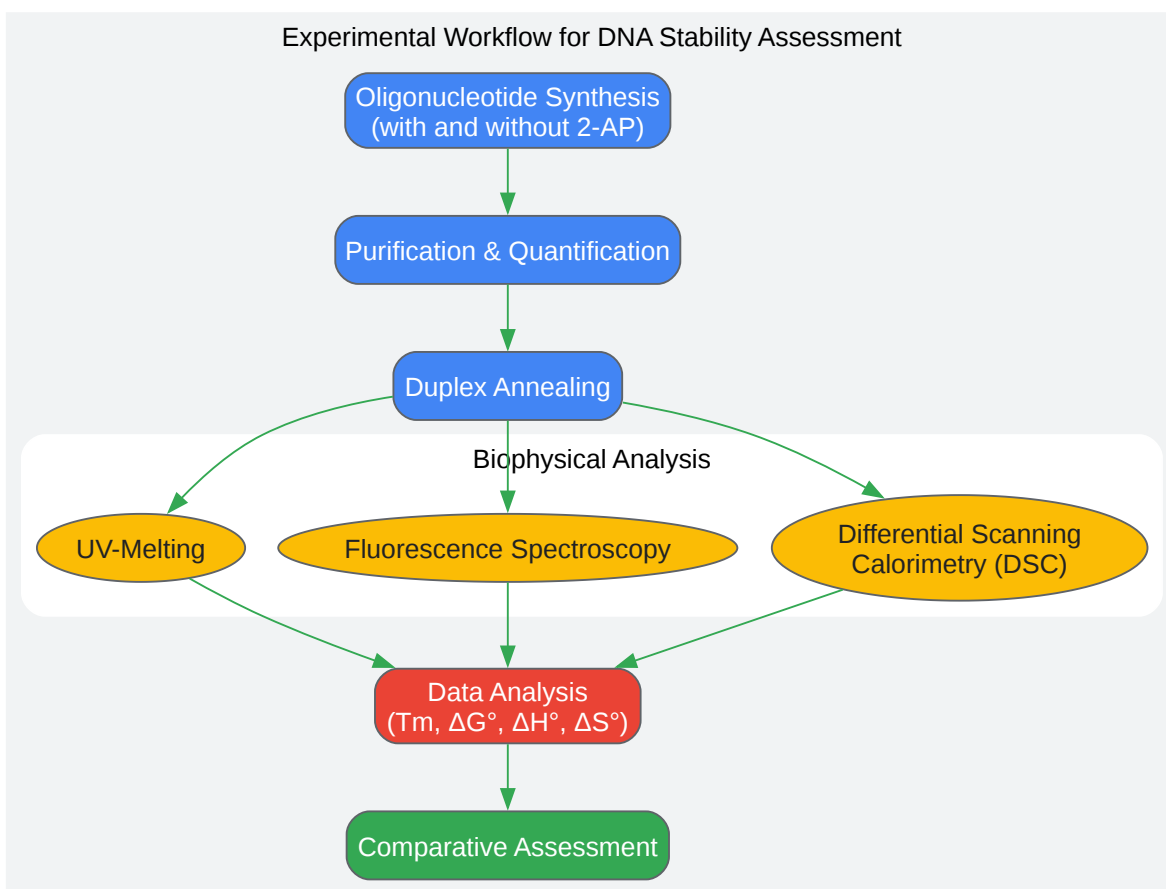 Experimental Workflow for DNA Stability Assessment
Oligonucleotide Synthesis
(with and without 2-AP)
Purification & Quantification
Duplex Annealing
Biophysical Analysis
UV-Melting
Fluorescence Spectroscopy
Differential Scanning
Calorimetry (DSC)
Data Analysis
(Tm, ΔG°, ΔH°, ΔS°)
Comparative Assessment